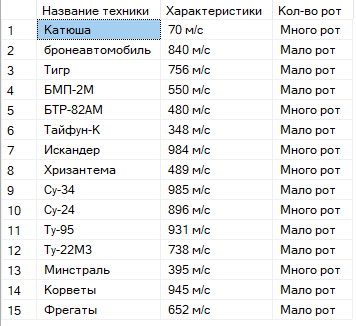 Название техники Характеристики Кол-во рот
1 Катюша 70 м/с Много рот
2 бронеавтомобиль 840 м/с Мало рот
3 Тигр 756 м/с Мало рот
4 БМП-2М 550 м/с Мало рот
5 БТР-82АМ 480 м/с Много рот
6 Тайфун-К 348 м/с Мало рот
7 Искандер 984 м/с Много рот
8 Хризантема 489 м/с Мало рот
9 Су-34 985 м/с Мало рот
10 Су-24 896 м/с Много рот
11 Ту-95 931 м/с Мало рот
12 Ту-22М3 738 м/с Мало рот
13 Минстраль 395 м/с Много рот
14 Корветы 945 м/с Мало рот
15 Фрегаты 652 м/с Мало рот